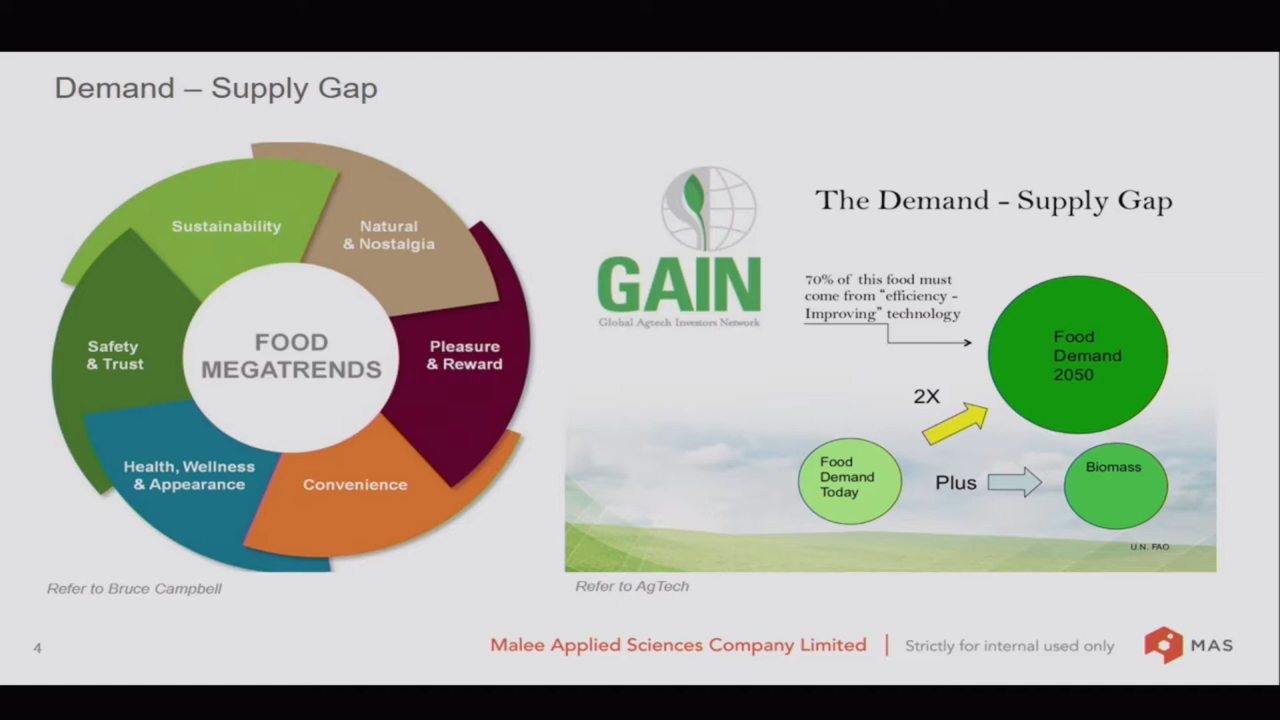 Demand – Supply Gap
Sustainability
Natural
& Nostalgia
Safety
& Trust
FOOD
MEGATRENDS
Pleasure
& Reward
Health, Wellness
& Appearance
Convenience
Refer to Bruce Campbell
GAIN
Global Agtech Investors Network
The Demand - Supply Gap
70% of this food must
come from "efficiency -
Improving" technology
Food
Demand
2050
2X
Food
Demand
Today
Plus
Biomass
U.N. FAO
Refer to AgTech
4
Malee Applied Sciences Company Limited
Strictly for internal used only
MAS